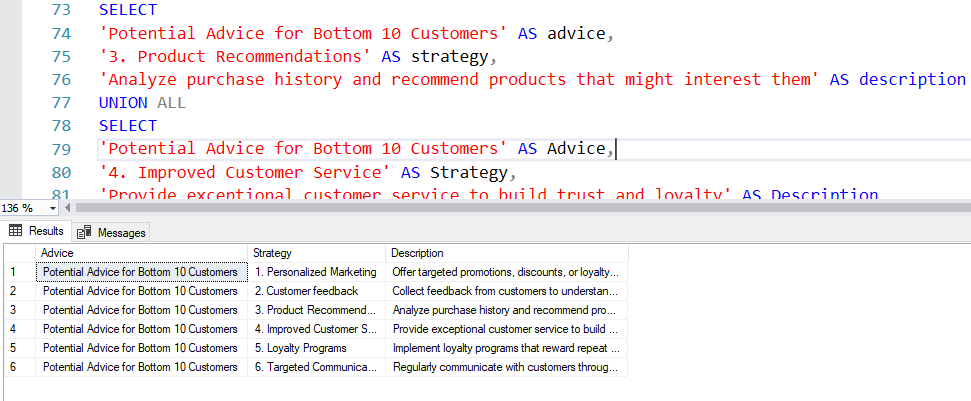 73 SELECT
74 'Potential Advice for Bottom 10 Customers' AS advice,
75 '3. Product Recommendations' AS strategy,
76 'Analyze purchase history and recommend products that might interest them' AS description
77 UNION ALL
78 SELECT
79 'Potential Advice for Bottom 10 Customers' AS Advice,
80 '4. Improved Customer Service' AS Strategy,
81 'Provide exceptional customer service to build trust and loyalty' AS Description
136 %
Results Messages
Advice Strategy Description
1 Potential Advice for Bottom 10 Customers 1. Personalized Marketing Offer targeted promotions, discounts, or loyalty...
2 Potential Advice for Bottom 10 Customers 2. Customer feedback Collect feedback from customers to understan...
3 Potential Advice for Bottom 10 Customers 3. Product Recommend... Analyze purchase history and recommend pro...
4 Potential Advice for Bottom 10 Customers 4. Improved Customer S... Provide exceptional customer service to build ...
5 Potential Advice for Bottom 10 Customers 5. Loyalty Programs Implement loyalty programs that reward repeat ...
6 Potential Advice for Bottom 10 Customers 6. Targeted Communica... Regularly communicate with customers throug...